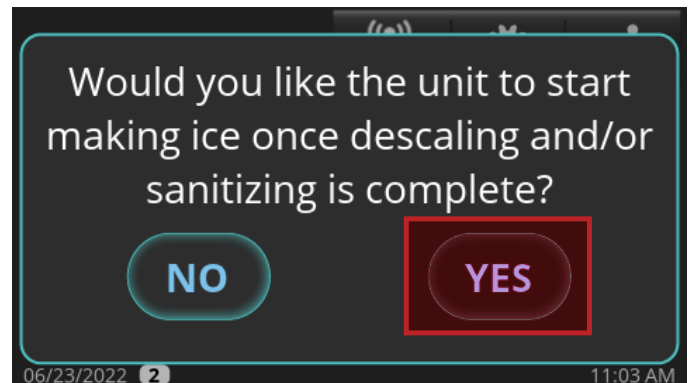 Would you like the unit to start
making ice once descaling and/or
sanitizing is complete?
NO YES
06/23/2022 2 11:03 AM